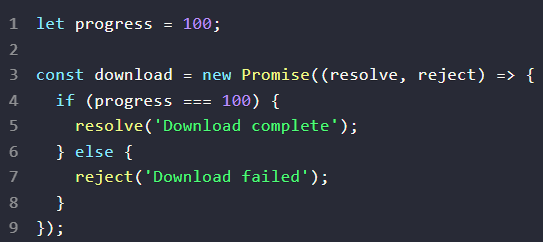 1 let progress = 100;
2
3 const download = new Promise((resolve, reject) => {
4   if (progress === 100) {
5     resolve('Download complete');
6   } else {
7     reject('Download failed');
8   }
9 });